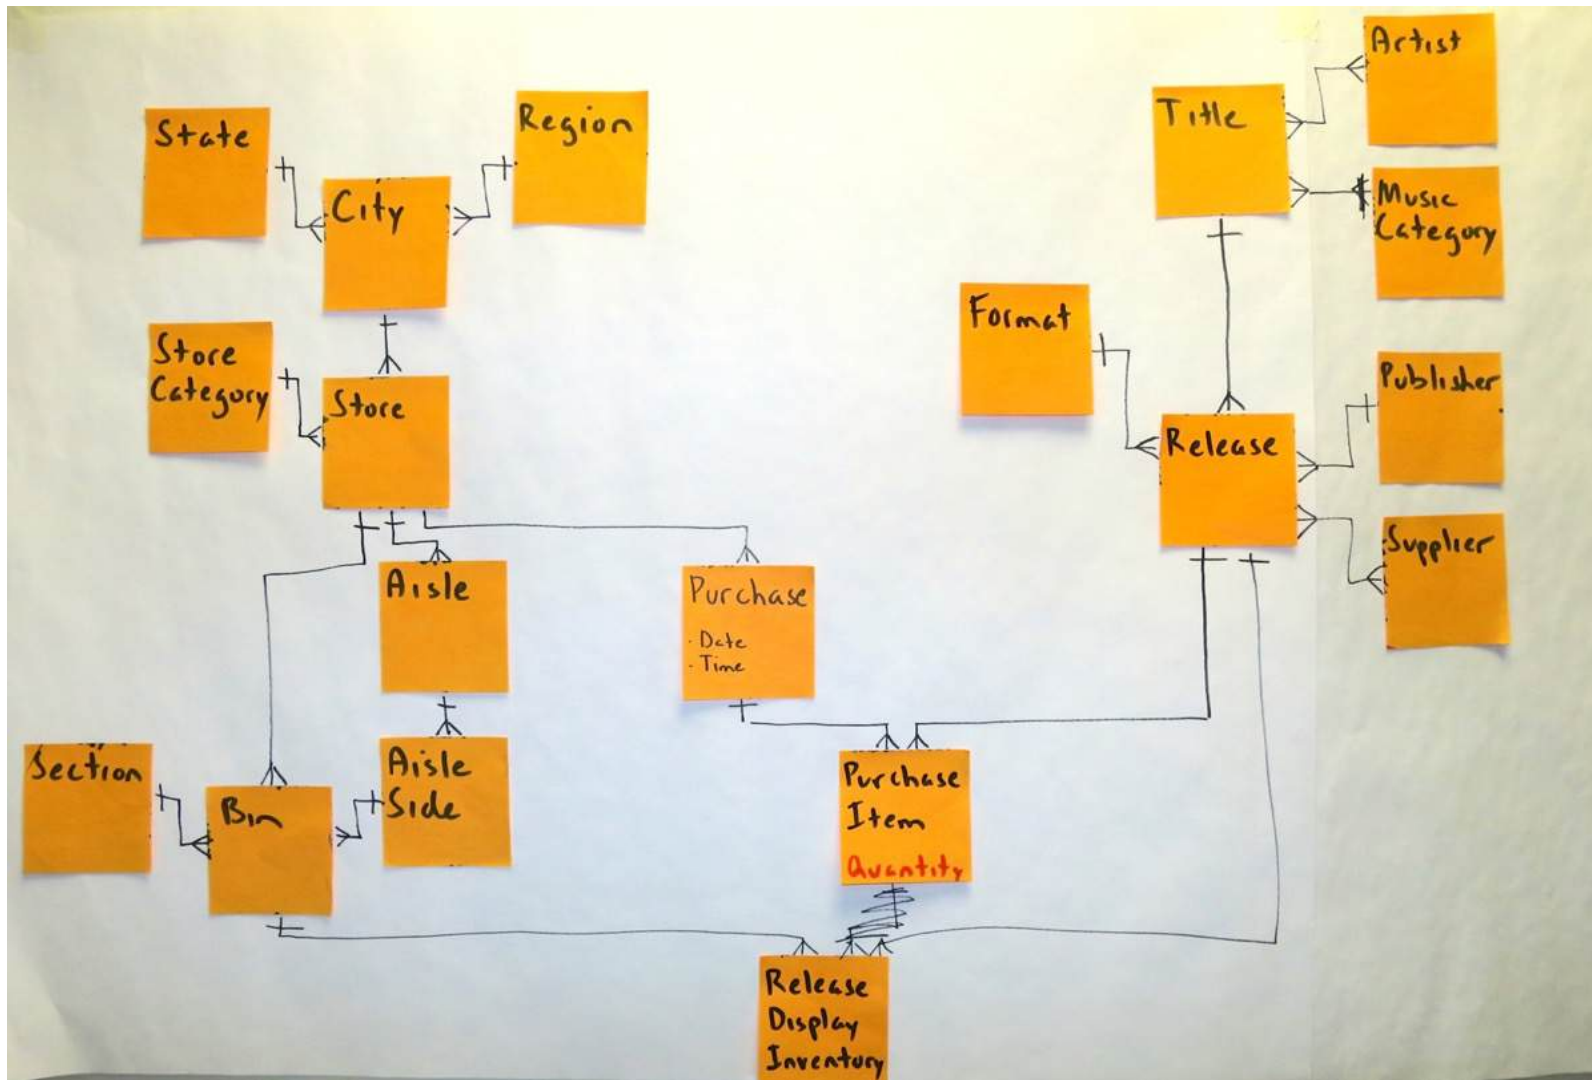 Artist
Title
Region
State
Music
Category
City
Format
Store
Category
Publisher
Store
Release
Supplier
Aisle
Purchase
· Date
· Time
Section
Aisle
Side
Bin
Purchase
Item
Quantity
Release
Display
Inventory